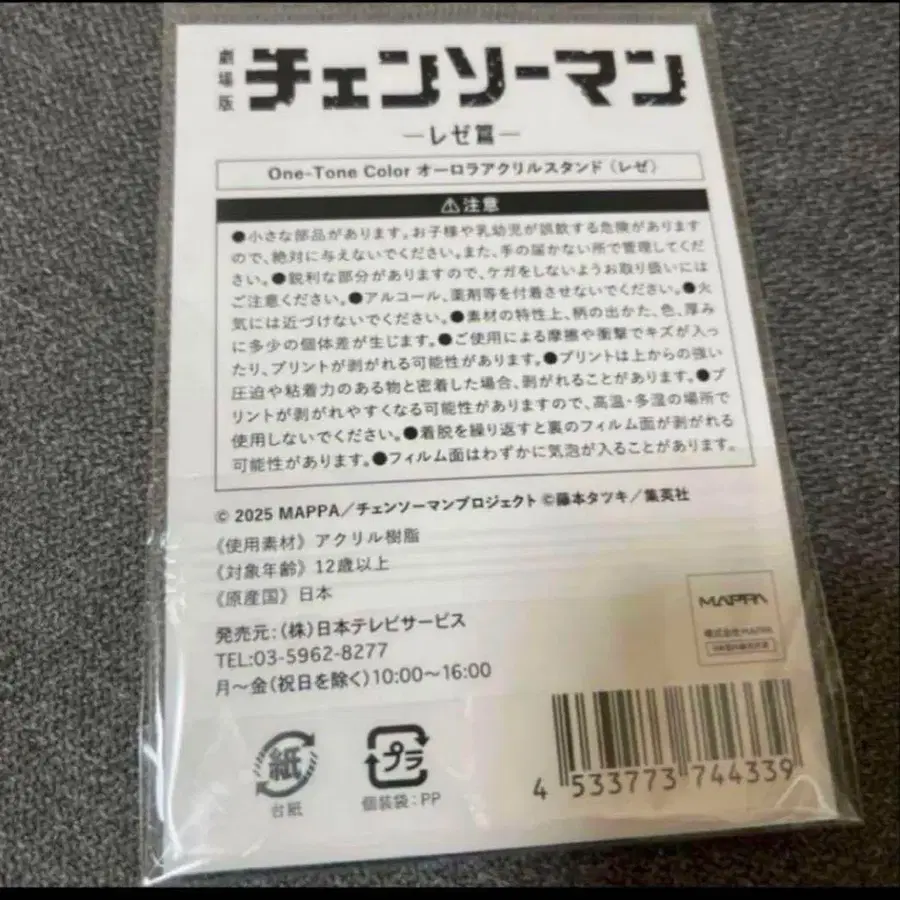 劇場版 チェンソーマン
—レゼ篇—
One-Tone Color オーロラアクリルスタンド（レゼ）
⚠注意
●小さな部品があります。お子様や乳幼児が誤飲する危険があります
ので、絶対に与えないでください。また、手の届かない所で管理してくだ
さい。●鋭利な部分がありますので、ケガをしないようお取り扱いには
ご注意ください。●アルコール、薬剤等を付着させないでください。●火
気には近づけないでください。●素材の特性上、柄の出かた、色、厚み
に多少の個体差が生じます。●ご使用による摩擦や衝撃でキズが入っ
たり、プリントが剥がれる可能性があります。●プリントは上からの強い
圧迫や粘着力のある物と密着した場合、剥がれることがあります。●プ
リントが剥がれやすくなる可能性がありますので、高温・多湿の場所で
使用しないでください。●着脱を繰り返すと裏のフィルム面が剥がれる
可能性があります。●フィルム面はわずかに気泡が入ることがあります。
© 2025 MAPPA／チェンソーマンプロジェクト ©藤本タツキ／集英社
《使用素材》アクリル樹脂
《対象年齢》12歳以上
《原産国》日本
発売元：（株）日本テレビサービス
TEL:03-5962-8277
月～金（祝日を除く）10:00～16:00
MAPPA
株式会社MAPPA
紙
台紙
プラ
個装袋：PP
4 533773 744339